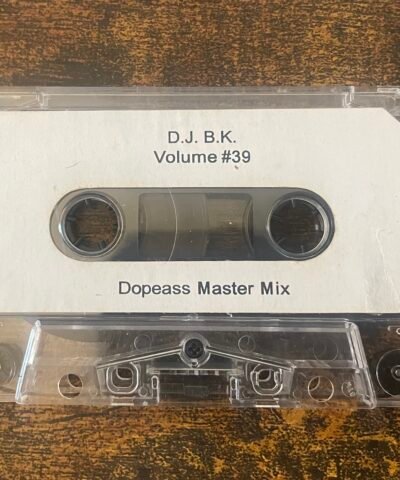 D.J. B.K.
Volume #39
Dopeass Master Mix